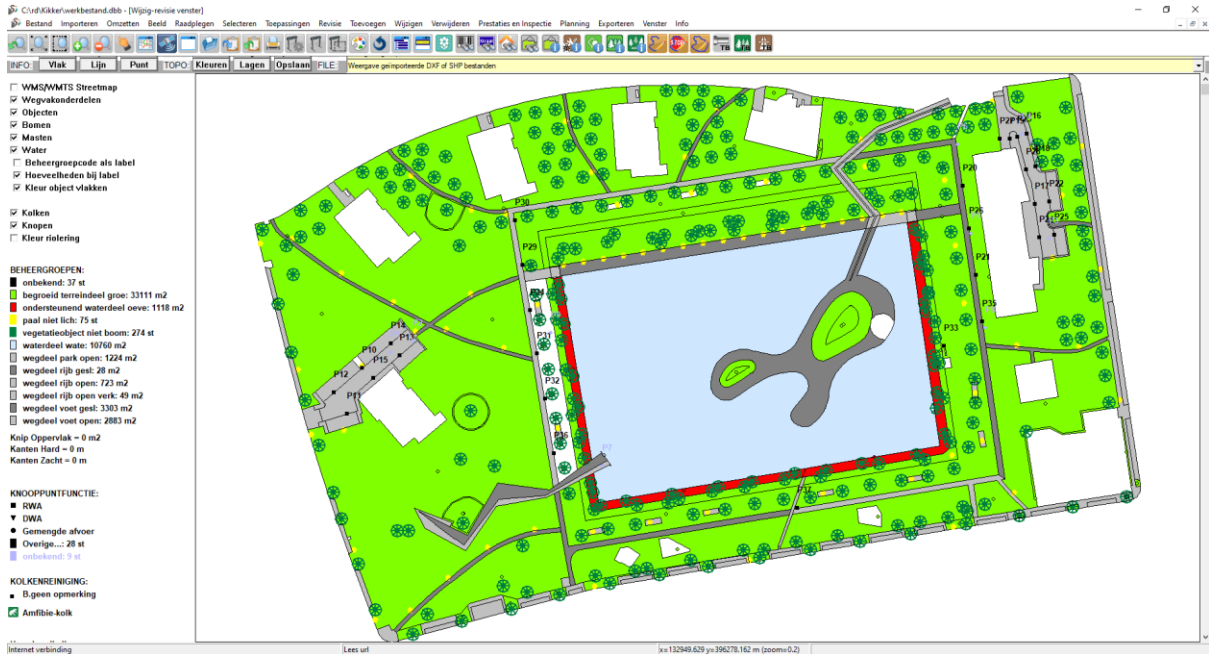 C:\rd\Kikker\werkbestand.dbb - [Wijzig-revisie venster]
Bestand Importeren Omzetten Beeld Raadplegen Selecteren Toepassingen Revisie Toevoegen Wijzigen Verwijderen Prestaties en Inspectie Planning Exporteren Venster Info
INFO: Vlak Lijn Punt TOPO: Kleuren Lagen Opslaan FILE: Weergave geïmporteerde DXF of SHP bestanden
WMS/WMTS Streetmap
Wegvakonderdelen
Objecten
Bomen
Masten
Water
Beheergroepcode als label
Hoeveelheden bij label
Kleur object vlakken
Kolken
Knopen
Kleur riolering
BEHEERGROEPEN:
onbekend: 37 st
begroeid terreindeel groe: 33111 m2
ondersteunend waterdeel oeve: 1118 m2
paal niet lich: 75 st
vegetatieobject niet boom: 274 st
waterdeel wate: 10760 m2
wegdeel park open: 1224 m2
wegdeel rijb gesl: 28 m2
wegdeel rijb open: 723 m2
wegdeel rijb open verk: 49 m2
wegdeel voet gesl: 3303 m2
wegdeel voet open: 2883 m2
Knip Oppervlak = 0 m2
Kanten Hard = 0 m
Kanten Zacht = 0 m
KNOOPPUNTFUNCTIE:
RWA
DWA
Gemengde afvoer
Overige...: 28 st
onbekend: 9 st
KOLKENREINIGING:
B.geen opmerking
Amfibie-kolk
P16
P20
P30
P22
P26
P25
P29
P21
P35
P31
P33
P14
P13
P10
P15
P12
P11
P32
P36
P7
Internet verbinding
Lees url
x=132949.629 y=396278.162 m (zoom=0.2)